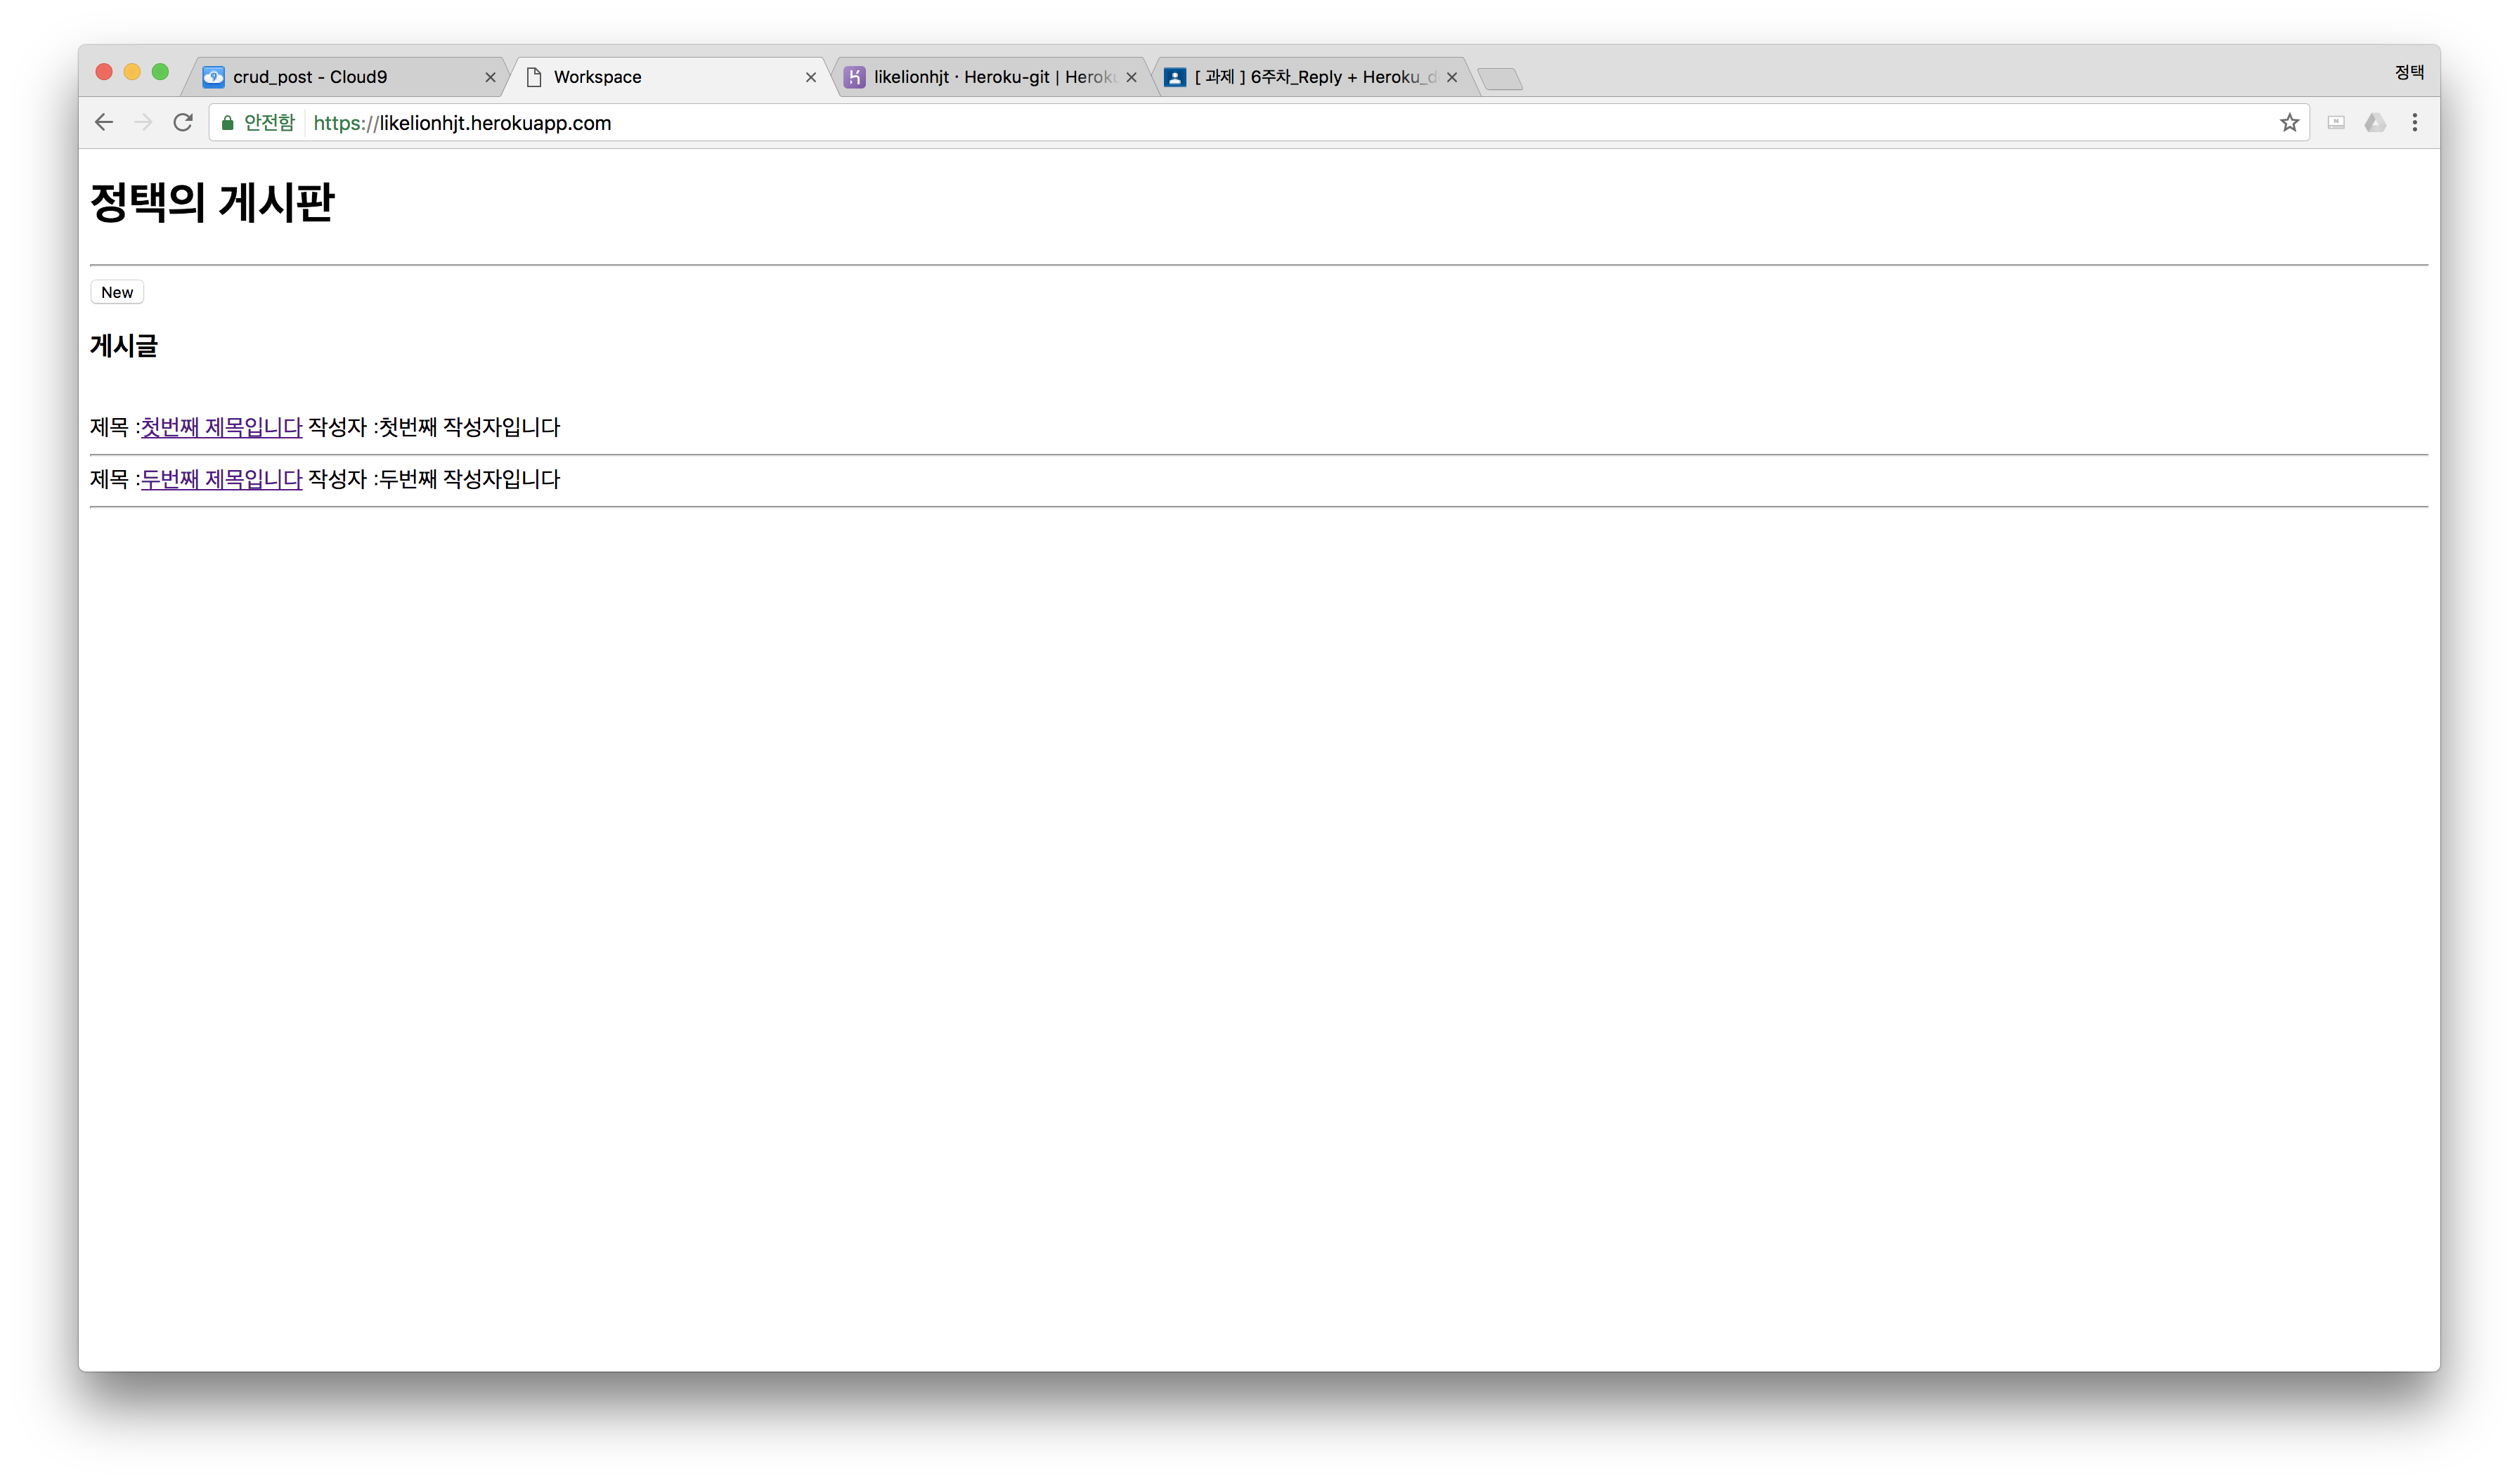 crud_post - Cloud9
Workspace
likelionhjt · Heroku-git | Heroku
[ 과제 ] 6주차_Reply + Heroku_d
정택
안전함 https://likelionhjt.herokuapp.com
정택의 게시판
New
게시글
제목 :첫번째 제목입니다 작성자 :첫번째 작성자입니다
제목 :두번째 제목입니다 작성자 :두번째 작성자입니다